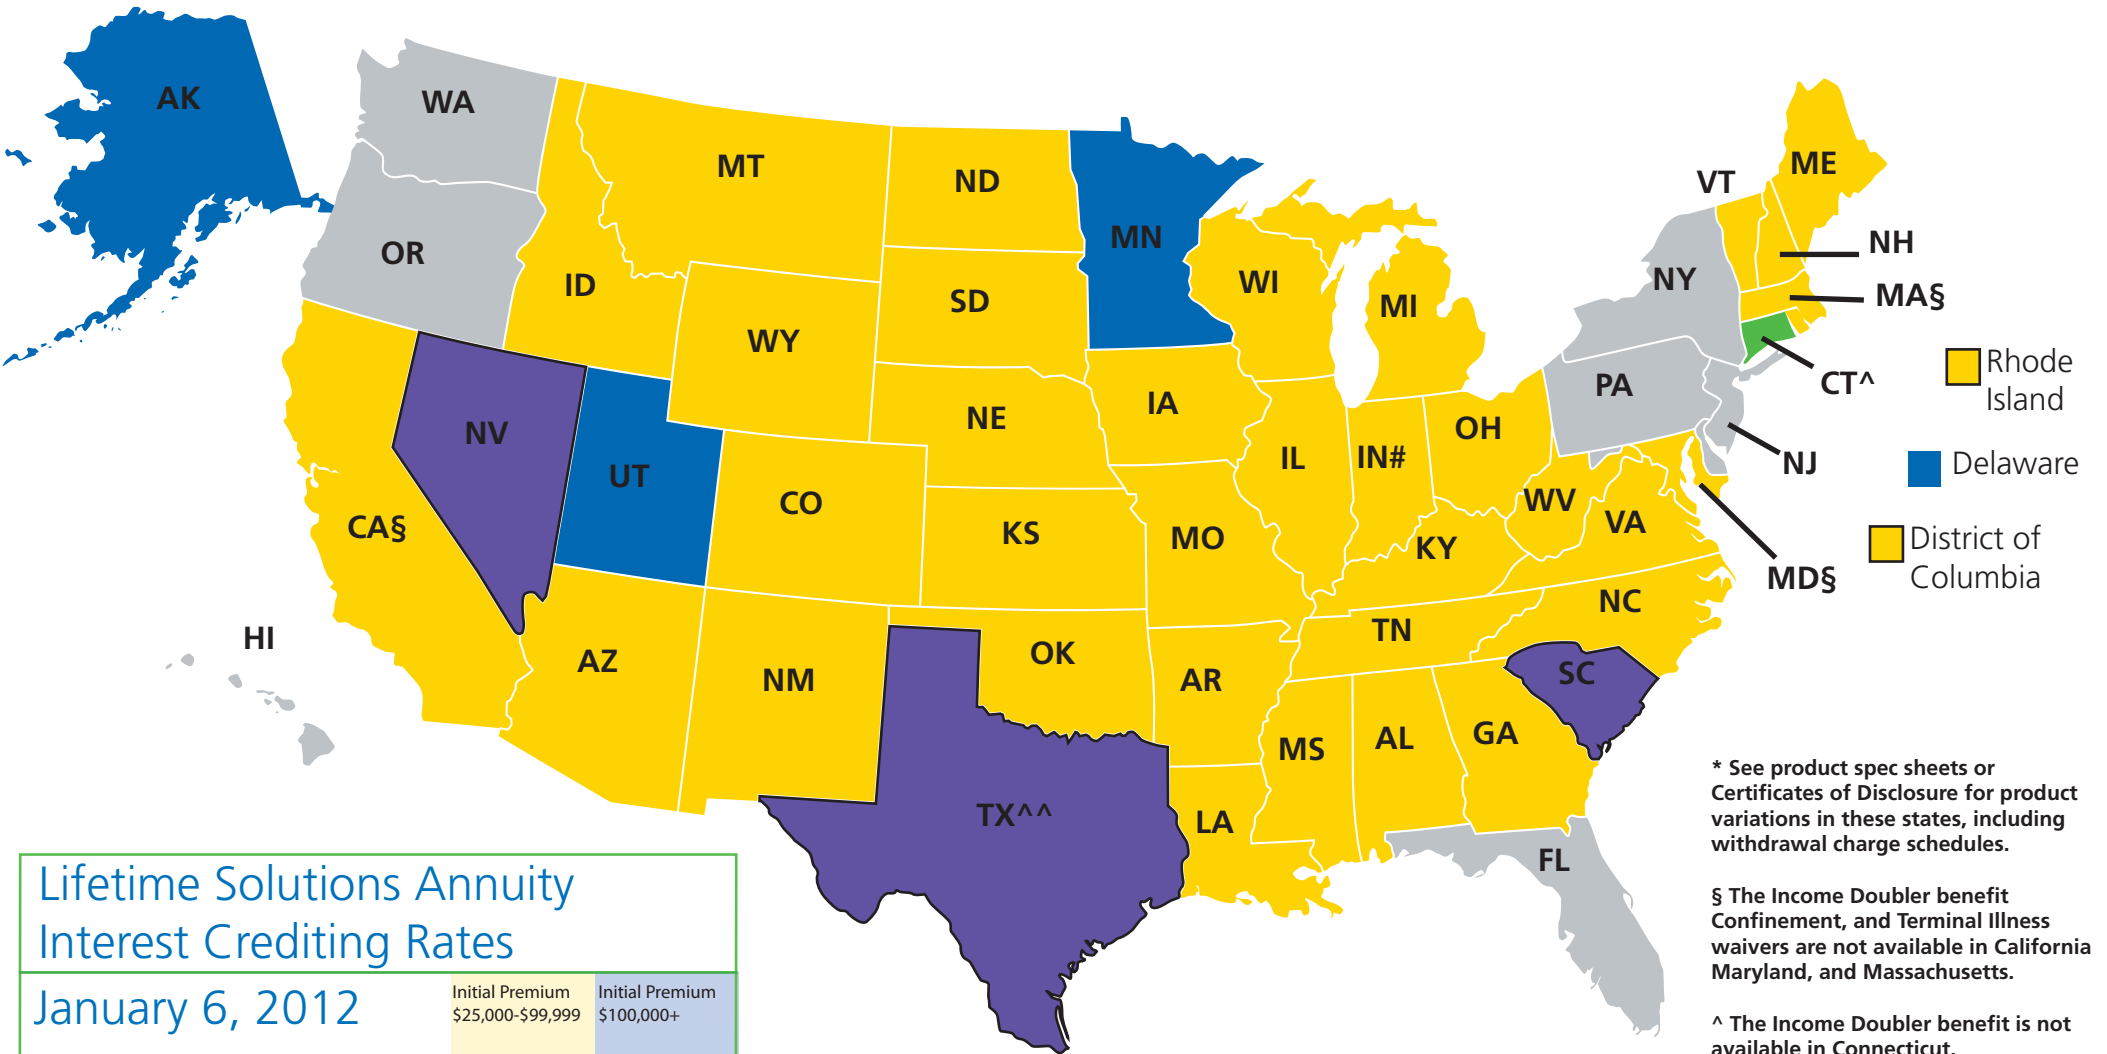 AK
WA
MT
ND
MN
ME
VT
OR
ID
SD
WI
MI
NY
NH
MA§
WY
NE
IA
PA
CT^
Rhode
Island
NV
UT
CO
KS
MO
IL
IN#
OH
WV
VA
NJ
Delaware
CA§
KY
MD§
District of
Columbia
HI
AZ
NM
OK
AR
TN
NC
SC
TX^^
LA
MS
AL
GA
FL
* See product spec sheets or
Certificates of Disclosure for product
variations in these states, including
withdrawal charge schedules.
§ The Income Doubler benefit
Confinement, and Terminal Illness
waivers are not available in California
Maryland, and Massachusetts.
^ The Income Doubler benefit is not
available in Connecticut.
Lifetime Solutions Annuity
Interest Crediting Rates
January 6, 2012
Initial Premium
$25,000-$99,999
Initial Premium
$100,000+